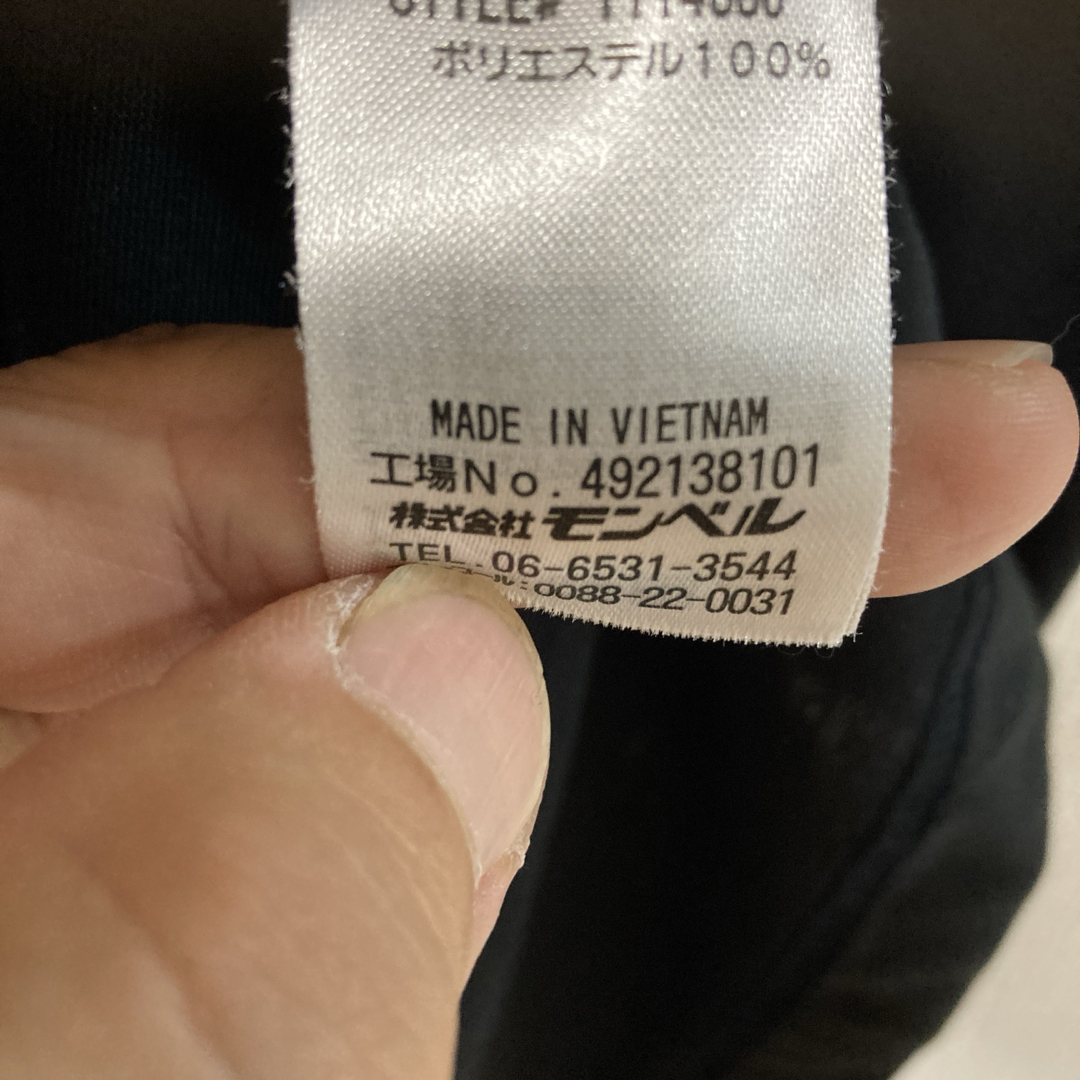 STYLE#
ポリエステル100%
MADE IN VIETNAM
工場No. 492138101
株式会社モンベル
TEL. 06-6531-3544
0088-22-0031